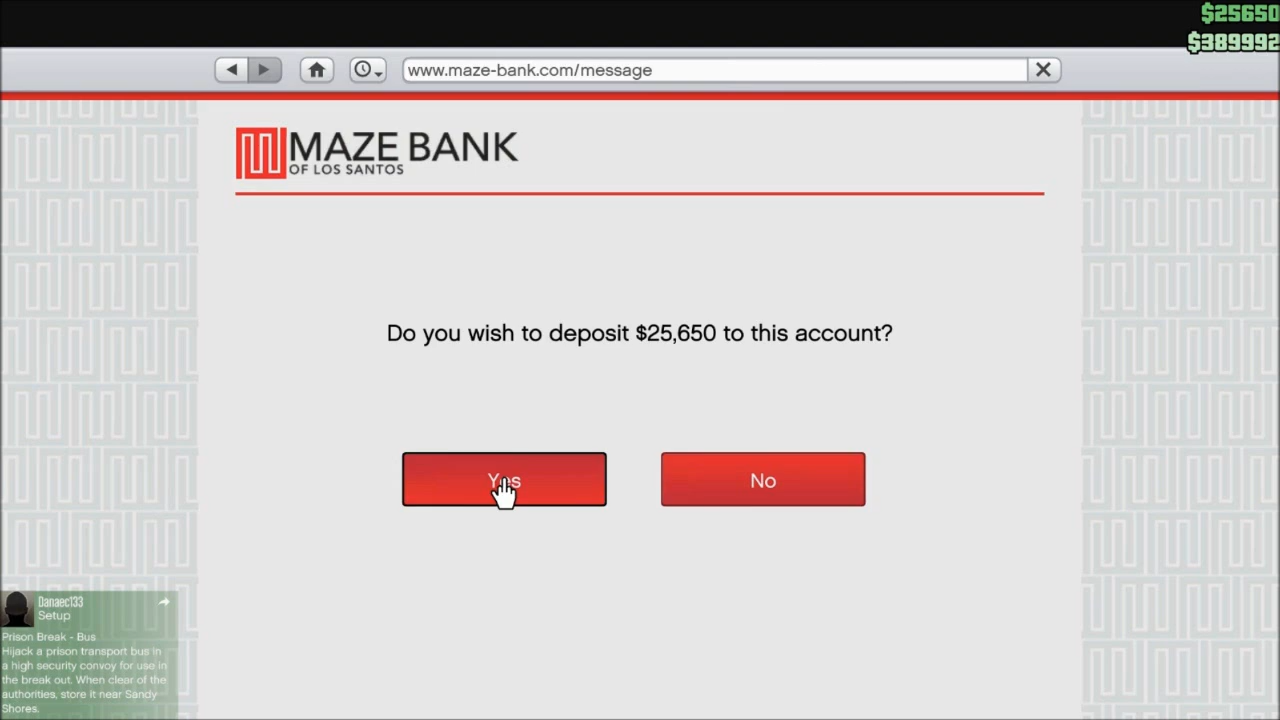 $25650
$389992
www.maze-bank.com/message
MAZE BANK
OF LOS SANTOS
Do you wish to deposit $25,650 to this account?
Yes
No
Danaec133
Setup
Prison Break - Bus
Hijack a prison transport bus in
a high security convoy for use in
the break out. When clear of the
authorities, store it near Sandy
Shores.